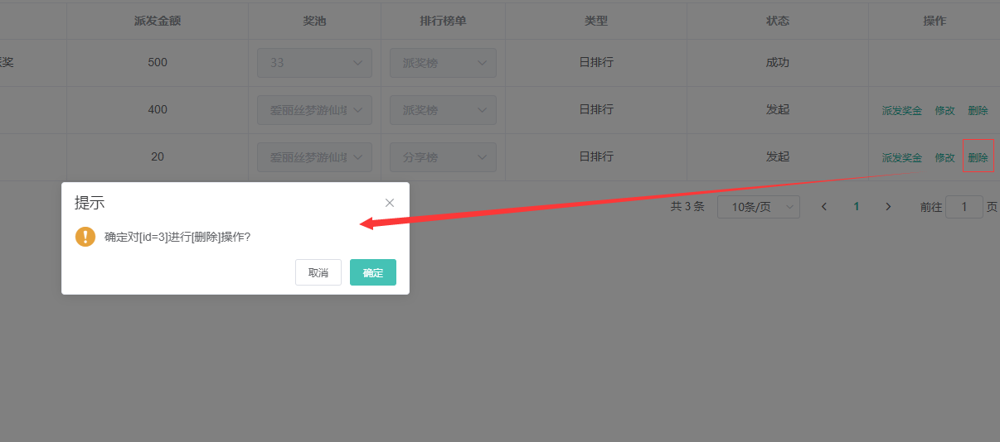 派发金额 奖池 排行榜单 类型 状态 操作
奖 500 33 派奖榜 日排行 成功
400 爱丽丝梦游仙 派奖榜 日排行 发起 派发奖金 修改 删除
20 爱丽丝梦游仙 分享榜 日排行 发起 派发奖金 修改 删除
共 3 条 10条/页 1 前往 1 页
提示
确定对[id=3]进行[删除]操作?
取消 确定